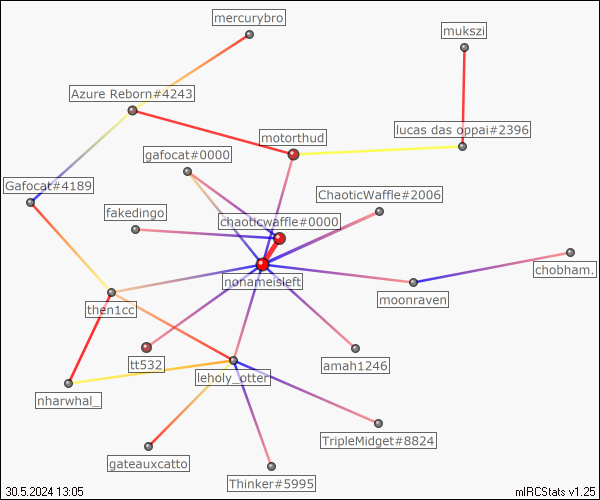 mercurybro
mukszi
Azure Reborn#4243
lucas das oppai#2396
motorthud
gafocat#0000
Gafocat#4189
ChaoticWaffle#2006
fakedingo
chaoticwaffle#0000
chobham.
nonameisleft
moonraven
then1cc
tt532
amah1246
leholy_otter
nharwhal_
TripleMidget#8824
gateauxcatto
Thinker#5995
30.5.2024 13:05
mIRCStats v1.25